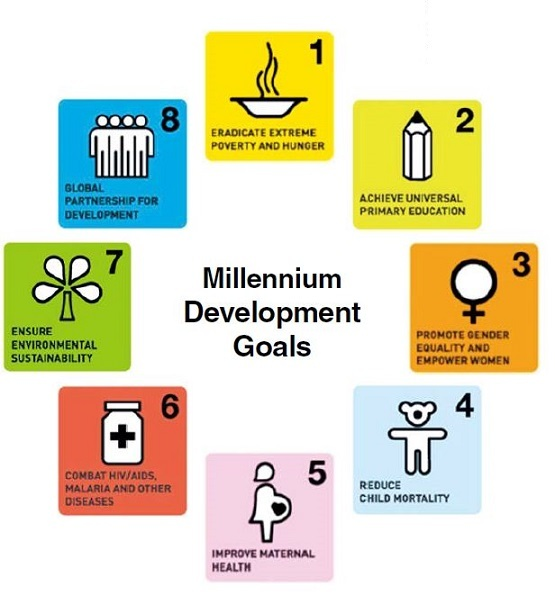 Millennium
Development
Goals
1
ERADICATE EXTREME
POVERTY AND HUNGER
2
ACHIEVE UNIVERSAL
PRIMARY EDUCATION
3
PROMOTE GENDER
EQUALITY AND
EMPOWER WOMEN
4
REDUCE
CHILD MORTALITY
5
IMPROVE MATERNAL
HEALTH
6
COMBAT HIV/AIDS,
MALARIA AND OTHER
DISEASES
7
ENSURE
ENVIRONMENTAL
SUSTAINABILITY
8
GLOBAL
PARTNERSHIP FOR
DEVELOPMENT